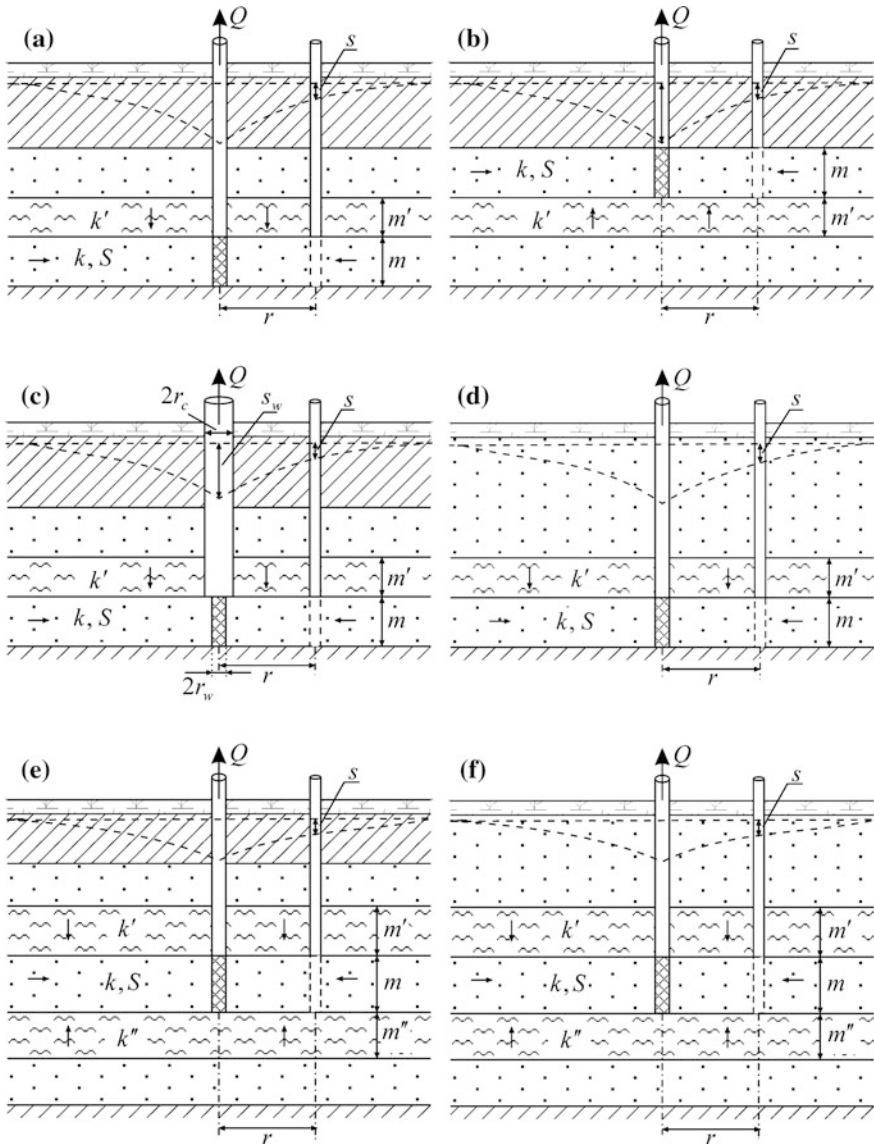 (a)
Q
s
k'
m'
k, S
m
r
(b)
Q
s
k, S
m
k'
m'
r
(c)
2r_c
Q
s_w
s
k'
m'
k, S
m
2r_w
r
(d)
Q
s
k'
m'
k, S
m
r
(e)
Q
s
k'
m'
k, S
m
k''
m''
r
(f)
Q
s
k'
m'
k, S
m
k''
m''
r